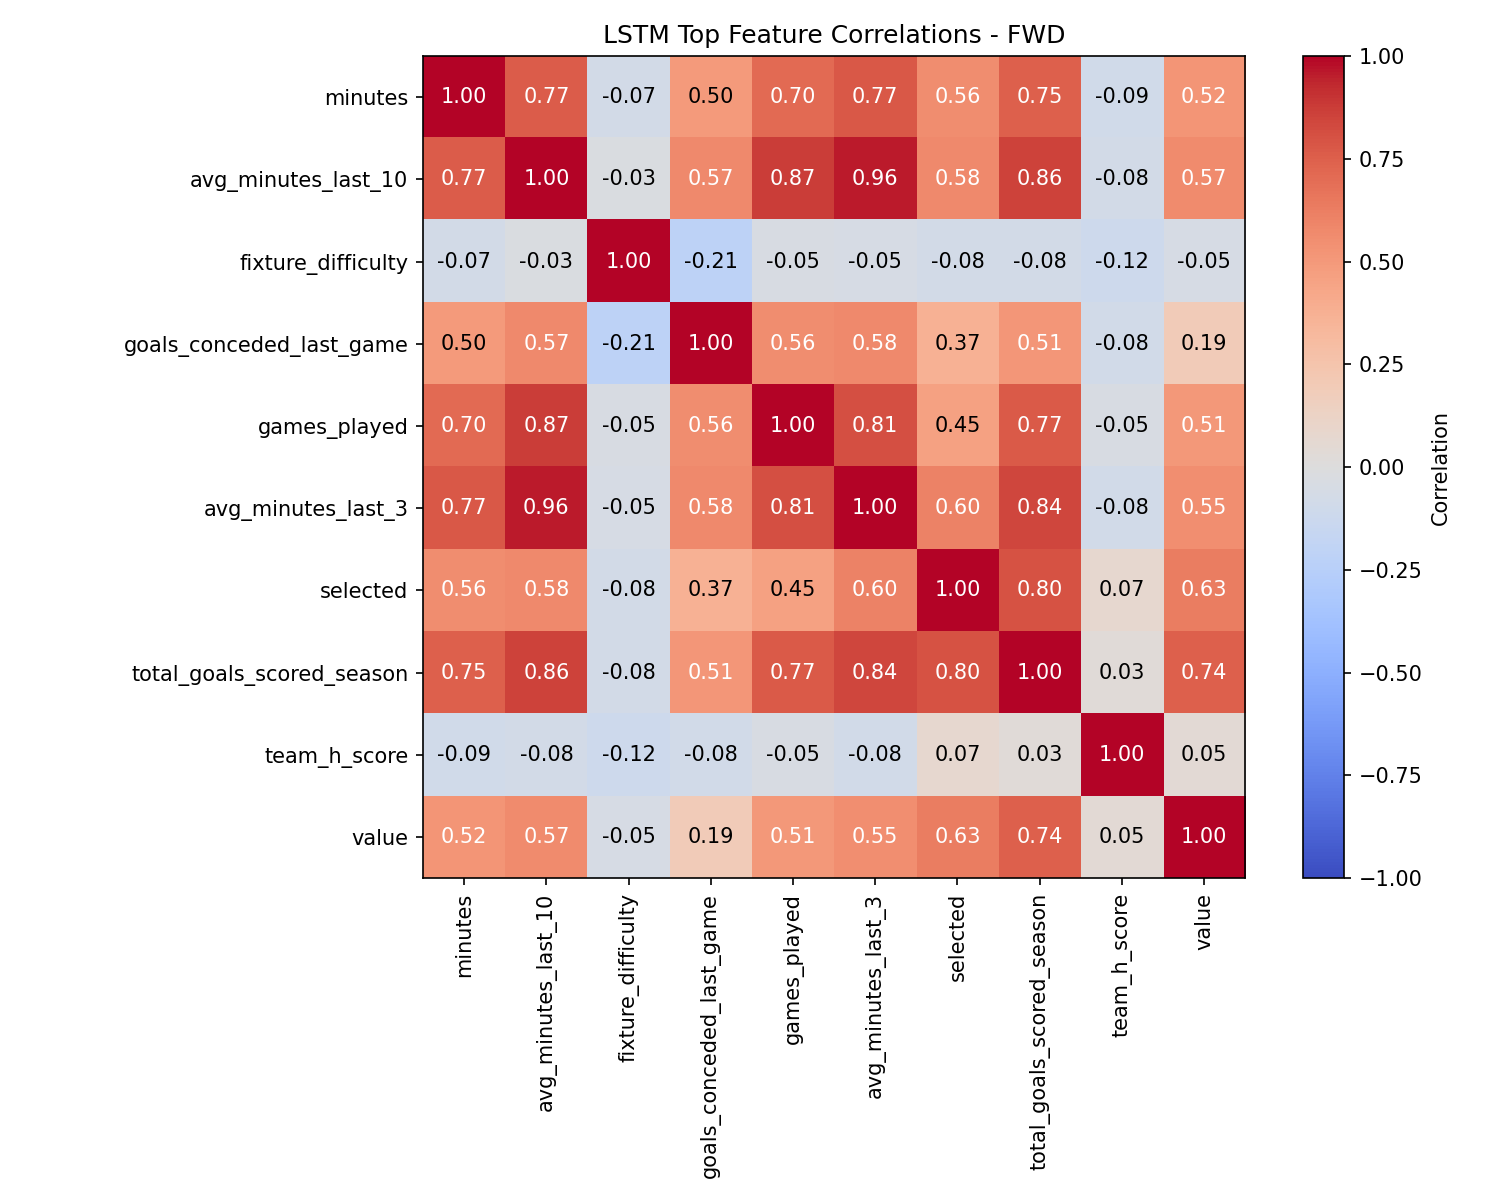 LSTM Top Feature Correlations - FWD
minutes 1.00 0.77 -0.07 0.50 0.70 0.77 0.56 0.75 -0.09 0.52
avg_minutes_last_10 0.77 1.00 -0.03 0.57 0.87 0.96 0.58 0.86 -0.08 0.57
fixture_difficulty -0.07 -0.03 1.00 -0.21 -0.05 -0.05 -0.08 -0.08 -0.12 -0.05
goals_conceded_last_game 0.50 0.57 -0.21 1.00 0.56 0.58 0.37 0.51 -0.08 0.19
games_played 0.70 0.87 -0.05 0.56 1.00 0.81 0.45 0.77 -0.05 0.51
avg_minutes_last_3 0.77 0.96 -0.05 0.58 0.81 1.00 0.60 0.84 -0.08 0.55
selected 0.56 0.58 -0.08 0.37 0.45 0.60 1.00 0.80 0.07 0.63
total_goals_scored_season 0.75 0.86 -0.08 0.51 0.77 0.84 0.80 1.00 0.03 0.74
team_h_score -0.09 -0.08 -0.12 -0.08 -0.05 -0.08 0.07 0.03 1.00 0.05
value 0.52 0.57 -0.05 0.19 0.51 0.55 0.63 0.74 0.05 1.00
minutes
avg_minutes_last_10
fixture_difficulty
goals_conceded_last_game
games_played
avg_minutes_last_3
selected
total_goals_scored_season
team_h_score
value
1.00
0.75
0.50
0.25
0.00
−0.25
−0.50
−0.75
−1.00
Correlation